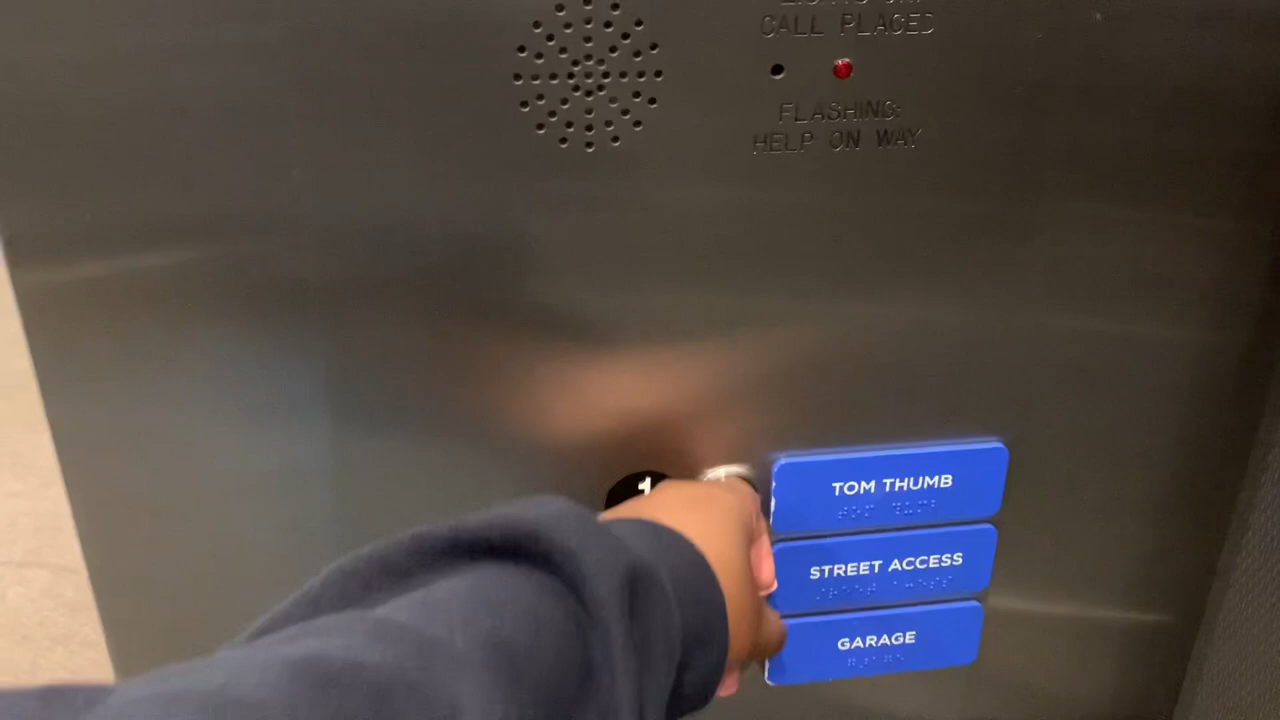 CALL PLACED
FLASHING:
HELP ON WAY
1
TOM THUMB
STREET ACCESS
GARAGE